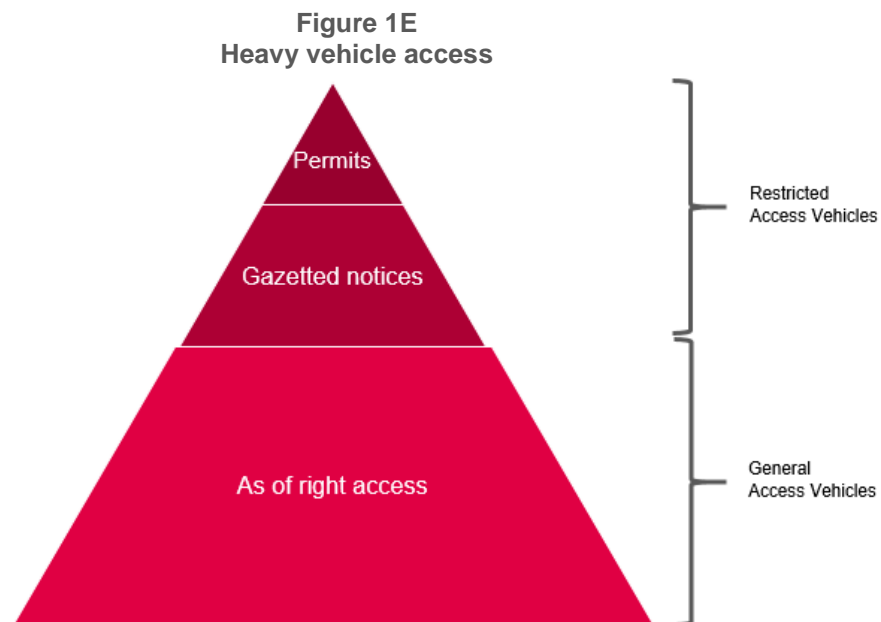 Figure 1E
Heavy vehicle access
Permits
Restricted
Access Vehicles
Gazetted notices
As of right access
General
Access Vehicles